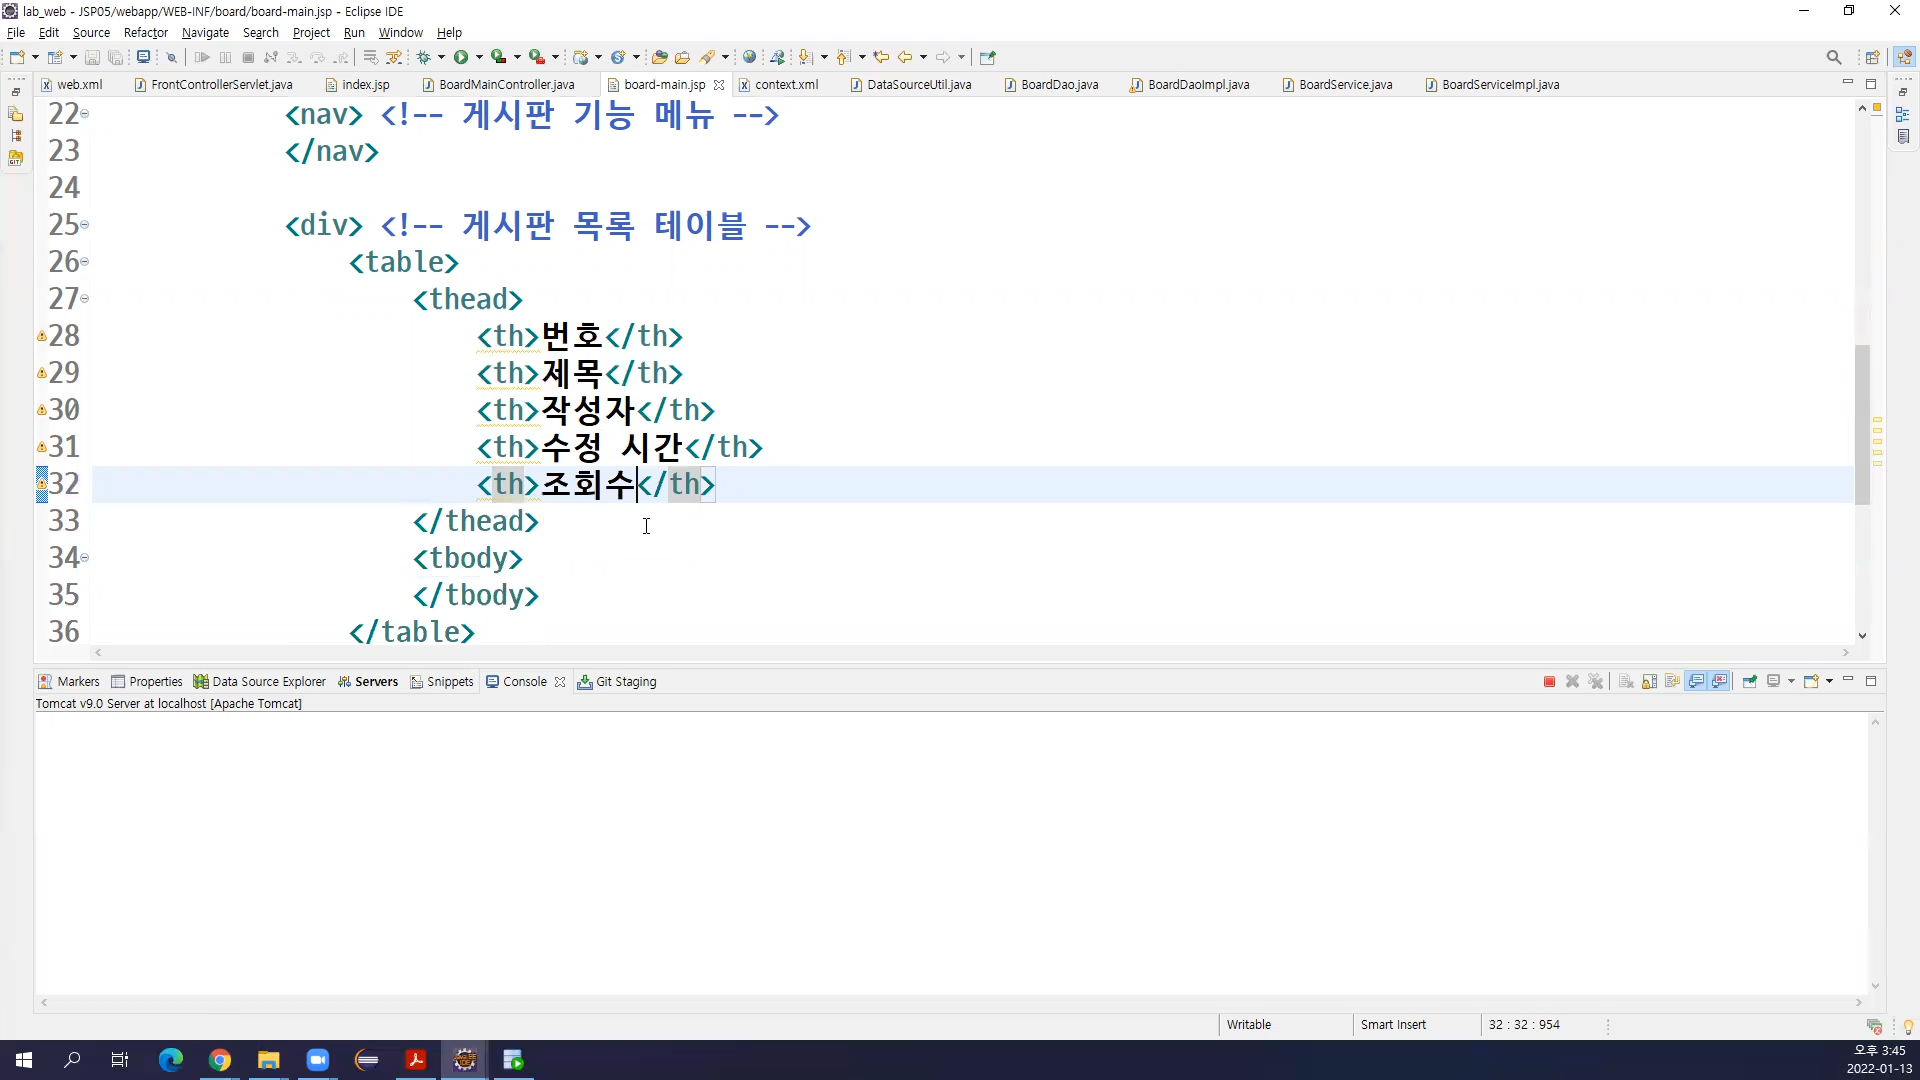 lab_web - JSP05/webapp/WEB-INF/board/board-main.jsp - Eclipse IDE
File Edit Source Refactor Navigate Search Project Run Window Help
web.xml FrontControllerServlet.java index.jsp BoardMainController.java board-main.jsp context.xml DataSourceUtil.java BoardDao.java BoardDaoImpl.java BoardService.java BoardServiceImpl.java
22 <nav> <!-- 게시판 기능 메뉴 -->
23 </nav>
24
25 <div> <!-- 게시판 목록 테이블 -->
26 <table>
27 <thead>
28 <th>번호</th>
29 <th>제목</th>
30 <th>작성자</th>
31 <th>수정 시간</th>
32 <th>조회수</th>
33 </thead>
34 <tbody>
35 </tbody>
36 </table>
Markers Properties Data Source Explorer Servers Snippets Console Git Staging
Tomcat v9.0 Server at localhost [Apache Tomcat]
Writable Smart Insert 32 : 32 : 954
오후 3:45
2022-01-13